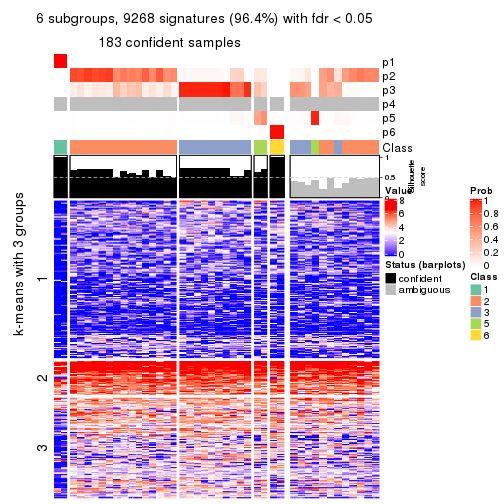 6 subgroups, 9268 signatures (96.4%) with fdr < 0.05
183 confident samples
p1
p2
p3
p4
p5
p6
Class
1
0.5
0
Silhouette
score
k-means with 3 groups
1
2
3
Value
8
6
4
2
0
Status (barplots)
confident
ambiguous
Prob
1
0.8
0.6
0.4
0.2
0
Class
1
2
3
5
6